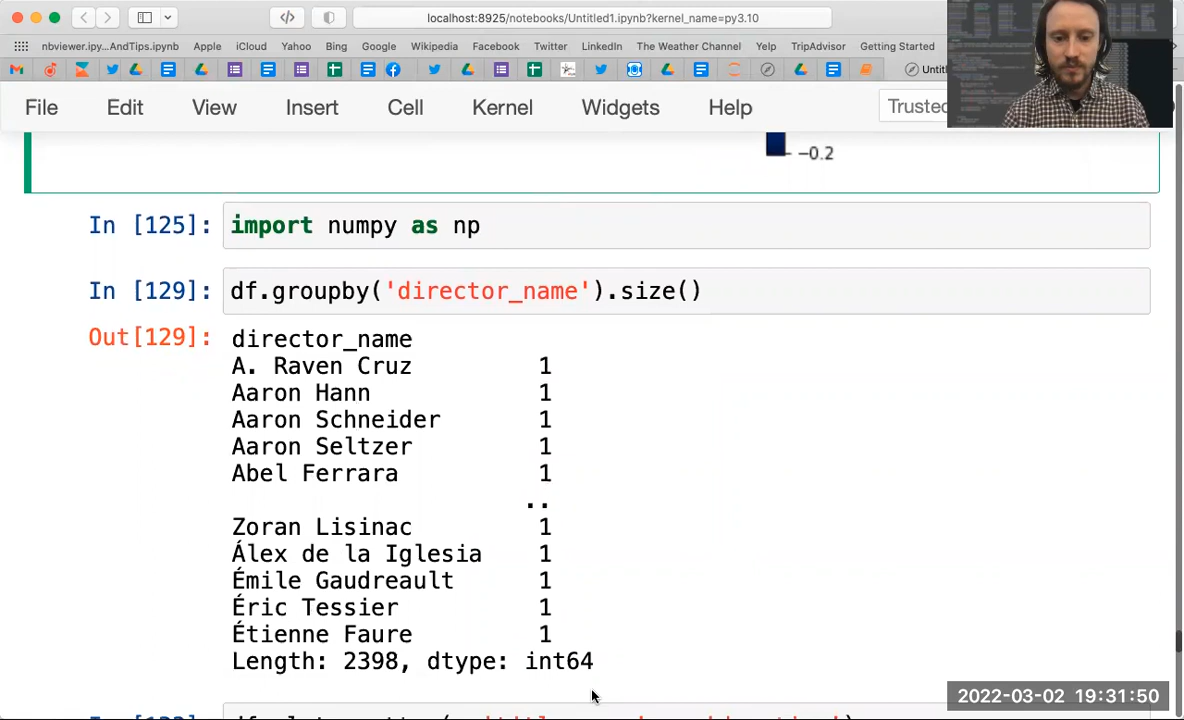 localhost:8925/notebooks/Untitled1.ipynb?kernel_name=py3.10
nbviewer.ipy...AndTips.ipynb Apple iCloud Yahoo Bing Google Wikipedia Facebook Twitter LinkedIn The Weather Channel Yelp TripAdvisor Getting Started
File Edit View Insert Cell Kernel Widgets Help Trusted
−0.2
In [125]: import numpy as np
In [129]: df.groupby('director_name').size()
Out[129]: director_name
A. Raven Cruz 1
Aaron Hann 1
Aaron Schneider 1
Aaron Seltzer 1
Abel Ferrara 1
..
Zoran Lisinac 1
Álex de la Iglesia 1
Émile Gaudreault 1
Éric Tessier 1
Étienne Faure 1
Length: 2398, dtype: int64
2022-03-02 19:31:50